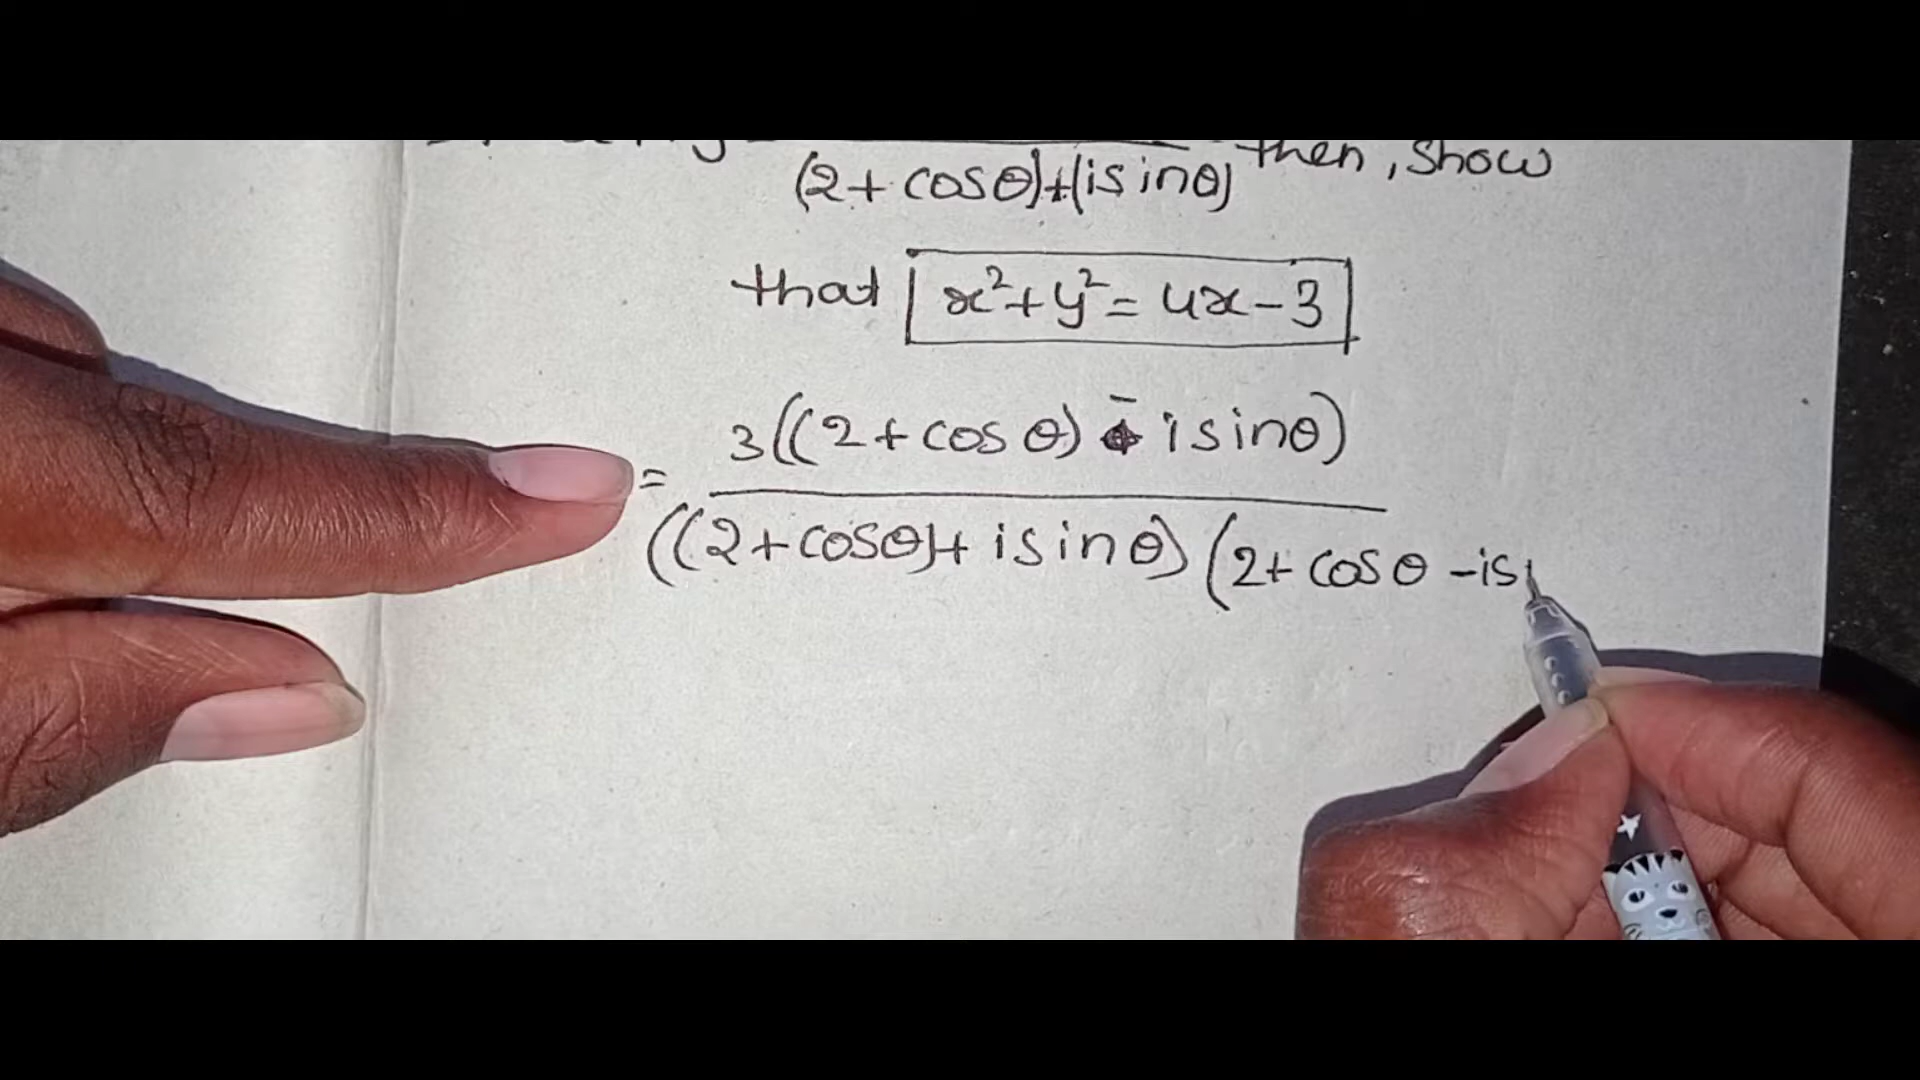 (2+cosθ)+(isinθ) then, show
that x²+y²= 4x-3
= 3((2+cosθ) - isinθ)
((2+cosθ)+isinθ)(2+cosθ -is